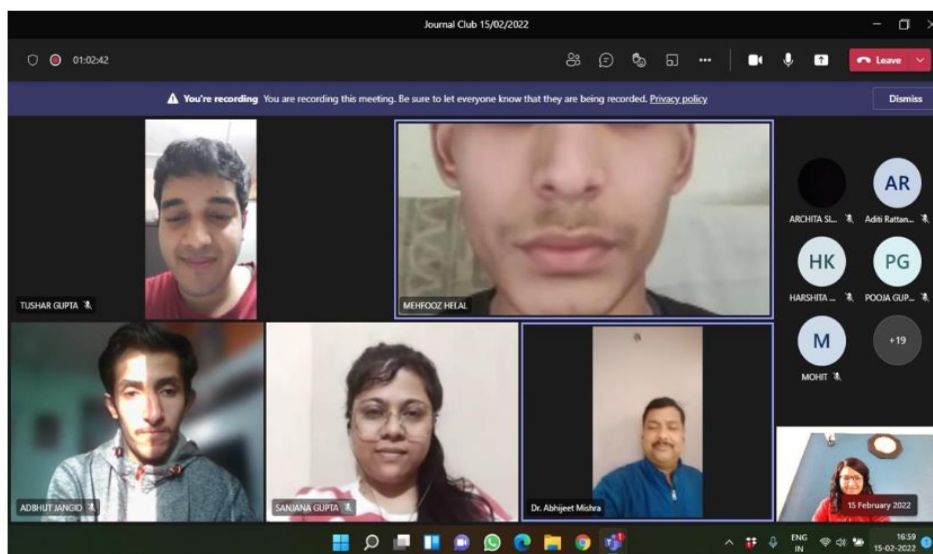 Journal Club 15/02/2022
01:02:42
Leave
You're recording You are recording this meeting. Be sure to let everyone know that they are being recorded. Privacy policy
Dismiss
TUSHAR GUPTA
MEHFOOZ HELAL
AR
ARCHITA SI...
Aditi Rattan...
HK
PG
HARSHITA ...
POOJA GUP...
M
+19
MOHIT
ADBHUT JANGID
SANJANA GUPTA
Dr. Abhijeet Mishra
15 February 2022
ENG
IN
16:59
15-02-2022